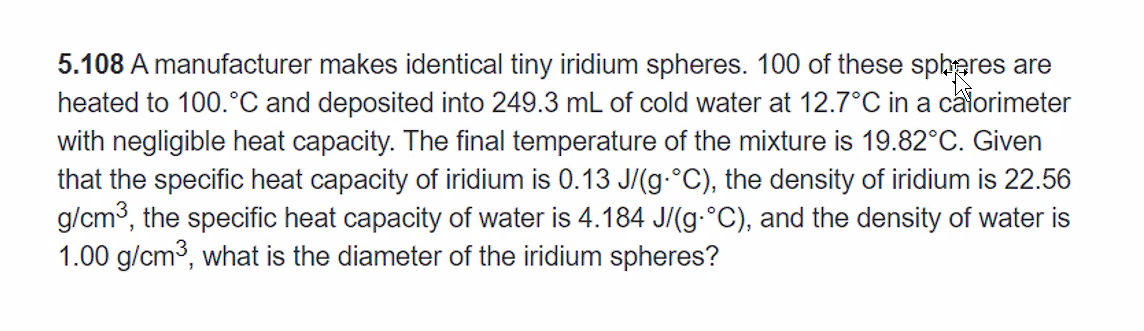 5.108 A manufacturer makes identical tiny iridium spheres. 100 of these spheres are
heated to 100.°C and deposited into 249.3 mL of cold water at 12.7°C in a calorimeter
with negligible heat capacity. The final temperature of the mixture is 19.82°C. Given
that the specific heat capacity of iridium is 0.13 J/(g·°C), the density of iridium is 22.56
g/cm³, the specific heat capacity of water is 4.184 J/(g·°C), and the density of water is
1.00 g/cm³, what is the diameter of the iridium spheres?